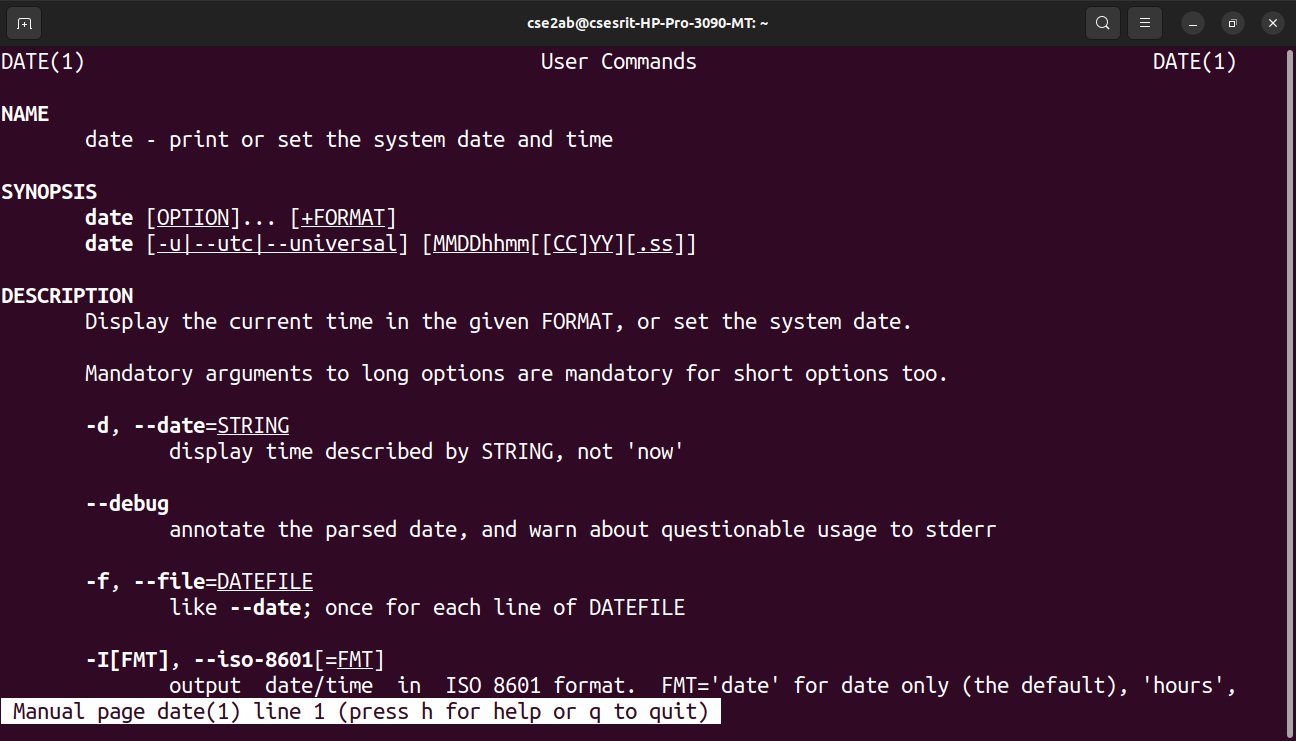 cse2ab@csesrit-HP-Pro-3090-MT: ~
DATE(1) User Commands DATE(1)
NAME
date - print or set the system date and time
SYNOPSIS
date [OPTION]... [+FORMAT]
date [-u|--utc|--universal] [MMDDhhmm[[CC]YY][.ss]]
DESCRIPTION
Display the current time in the given FORMAT, or set the system date.
Mandatory arguments to long options are mandatory for short options too.
-d, --date=STRING
display time described by STRING, not 'now'
--debug
annotate the parsed date, and warn about questionable usage to stderr
-f, --file=DATEFILE
like --date; once for each line of DATEFILE
-I[FMT], --iso-8601[=FMT]
output date/time in ISO 8601 format. FMT='date' for date only (the default), 'hours',
Manual page date(1) line 1 (press h for help or q to quit)